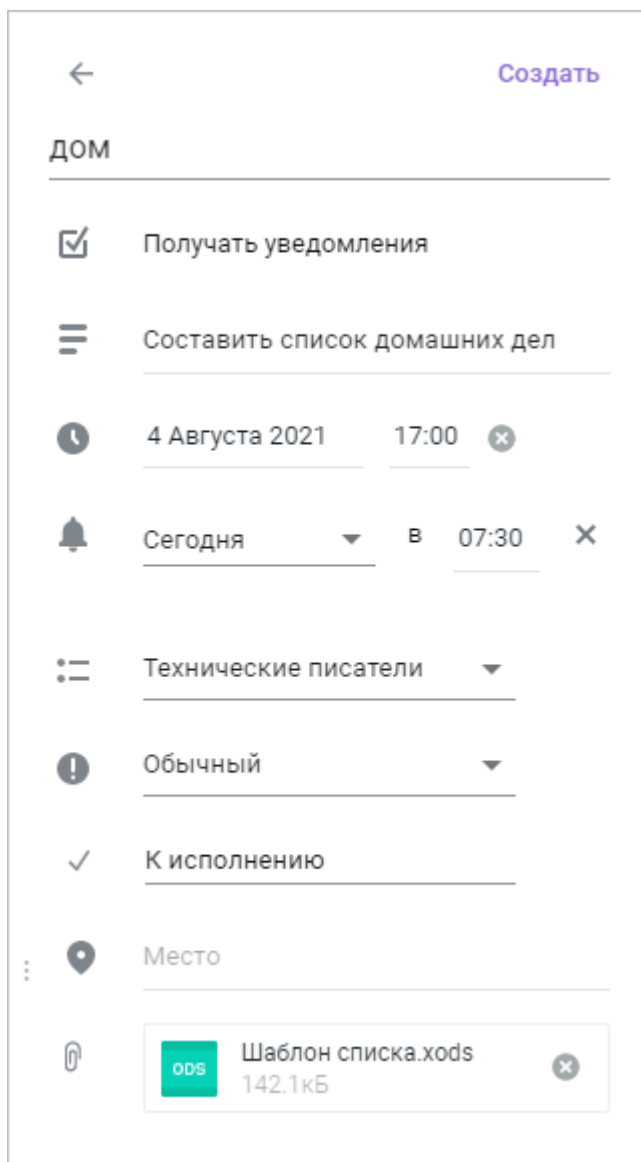 Создать
дом
Получать уведомления
Составить список домашних дел
4 Августа 2021 17:00
Сегодня в 07:30
Технические писатели
Обычный
К исполнению
Место
ODS Шаблон списка.xods
142.1кБ